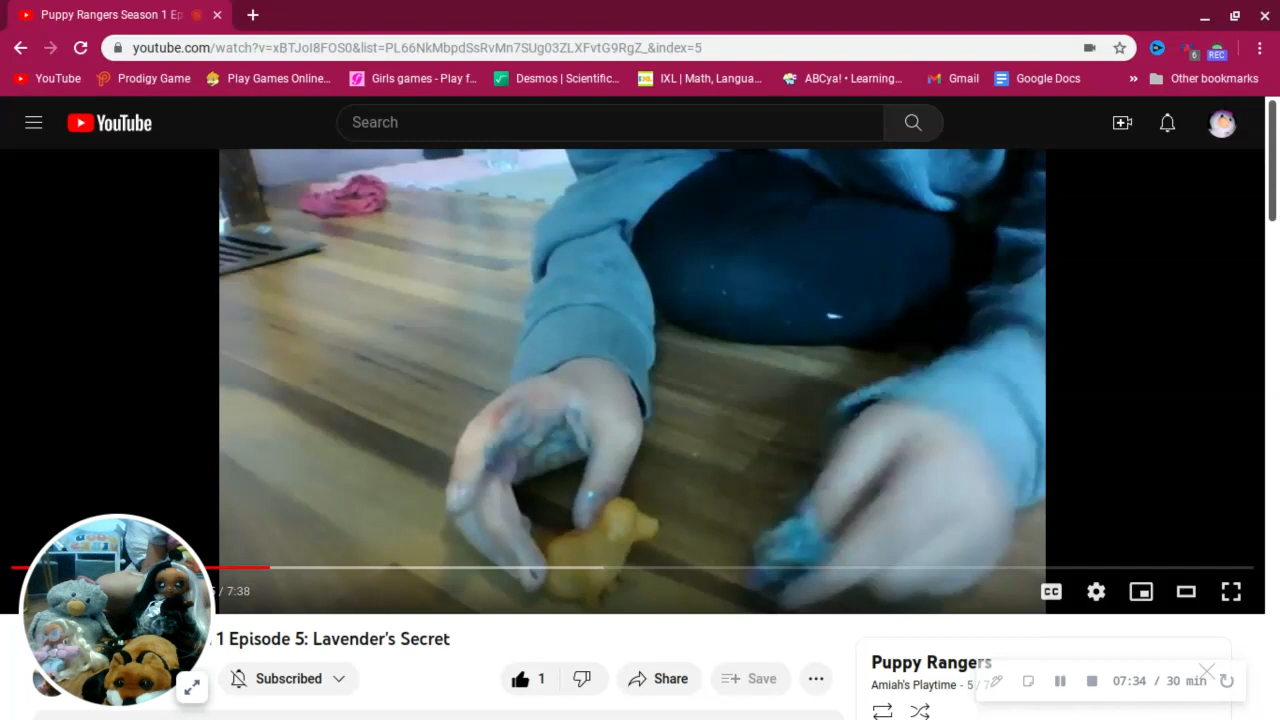 Puppy Rangers Season 1 Ep
youtube.com/watch?v=xBTJoI8FOS0&list=PL66NkMbpdSsRvMn7SUg03ZLXFvtG9RgZ_&index=5
6
REC
YouTube Prodigy Game Play Games Online... Girls games - Play f... Desmos | Scientific... IXL | Math, Langua... ABCya! • Learning... Gmail Google Docs » Other bookmarks
YouTube
Search
/ 7:38
CC
1 Episode 5: Lavender's Secret
Subscribed
1
Share
Save
Puppy Rangers
Amiah's Playtime - 5 / 7
07:34 / 30 min